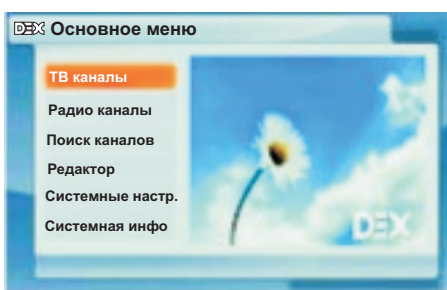 DEX Основное меню
ТВ каналы
Радио каналы
Поиск каналов
Редактор
Системные настр.
Системная инфо
DEX